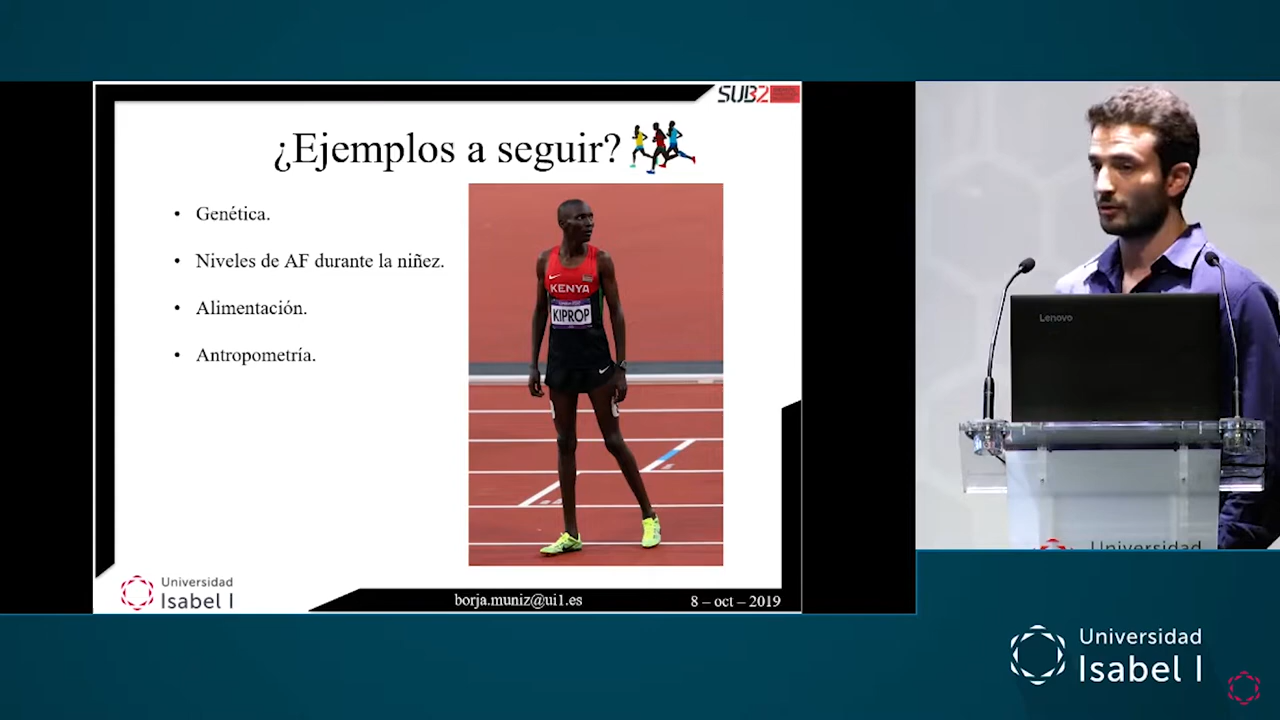 SUB2
¿Ejemplos a seguir?
• Genética.
• Niveles de AF durante la niñez.
• Alimentación.
• Antropometría.
KENYA
KIPROP
Universidad
Isabel I
borja.muniz@ui1.es
8 – oct – 2019
Lenovo
Universidad
Universidad
Isabel I